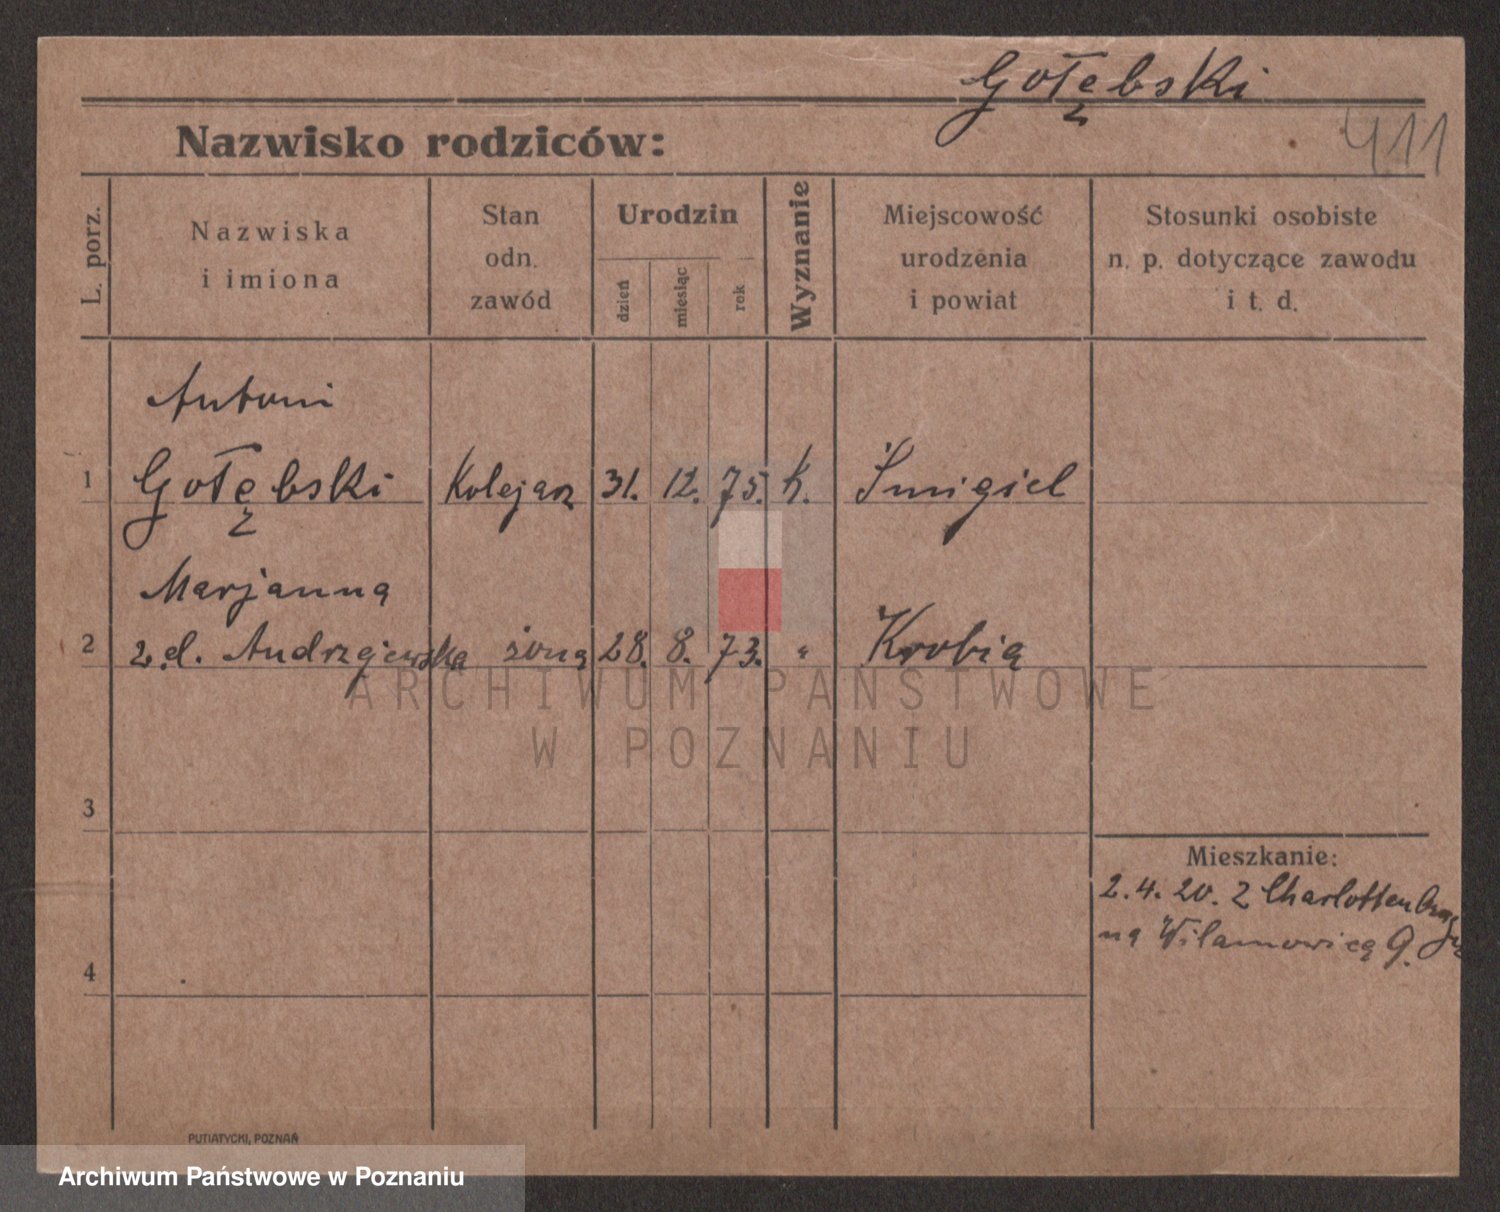 Gołębski
Nazwisko rodziców:
411
L. porz.
Nazwiska
i imiona
Stan
odn.
zawód
Urodzin
dzień
miesiąc
rok
Wyznanie
Miejscowość
urodzenia
i powiat
Stosunki osobiste
n. p. dotyczące zawodu
i t. d.
Antoni
1 Gołębski Kolejarz 31. 12. 75. K. Śmigiel
Marjanna
2 z d. Andrzejewska żona 28. 8. 73. " Krobia
ARCHIWUM PAŃSTWOWE
W POZNANIU
3
Mieszkanie:
2.4.20. z Charlottenburga
na Wilamowica 9.
4
PUTIATYCKI, POZNAŃ
Archiwum Państwowe w Poznaniu